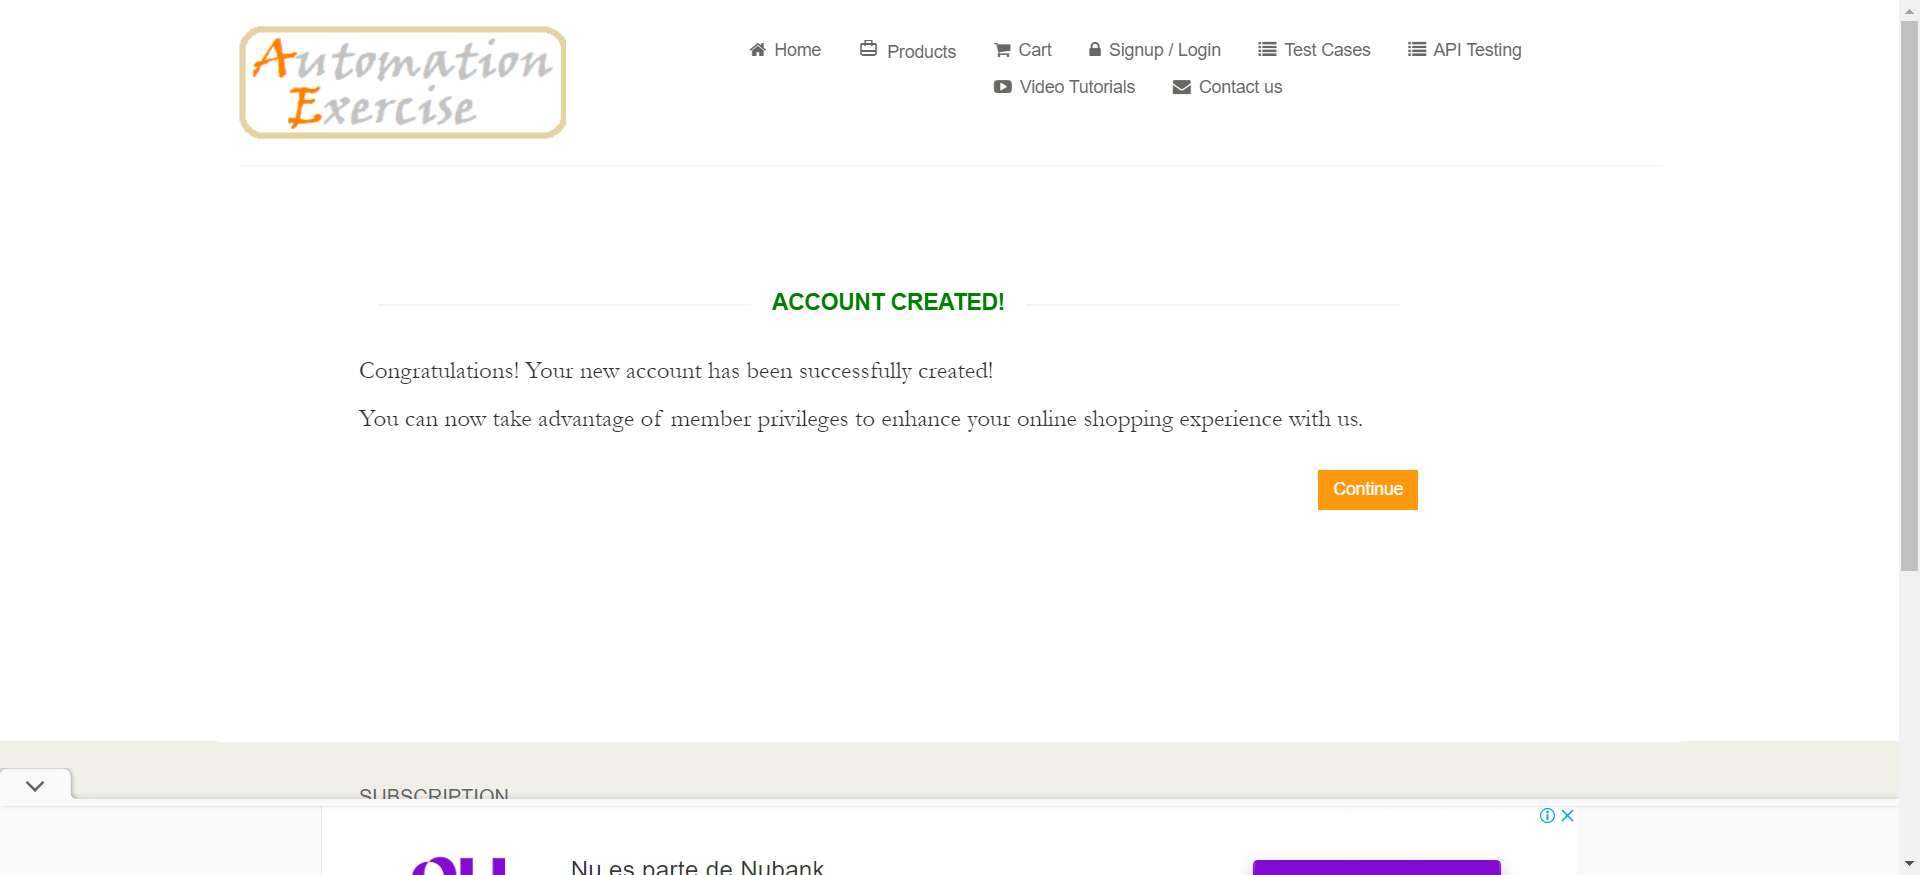 Automation
Exercise
Home
Products
Cart
Signup / Login
Test Cases
API Testing
Video Tutorials
Contact us
ACCOUNT CREATED!
Congratulations! Your new account has been successfully created!
You can now take advantage of member privileges to enhance your online shopping experience with us.
Continue
SUBSCRIPTION
Nu es parte de Nubank